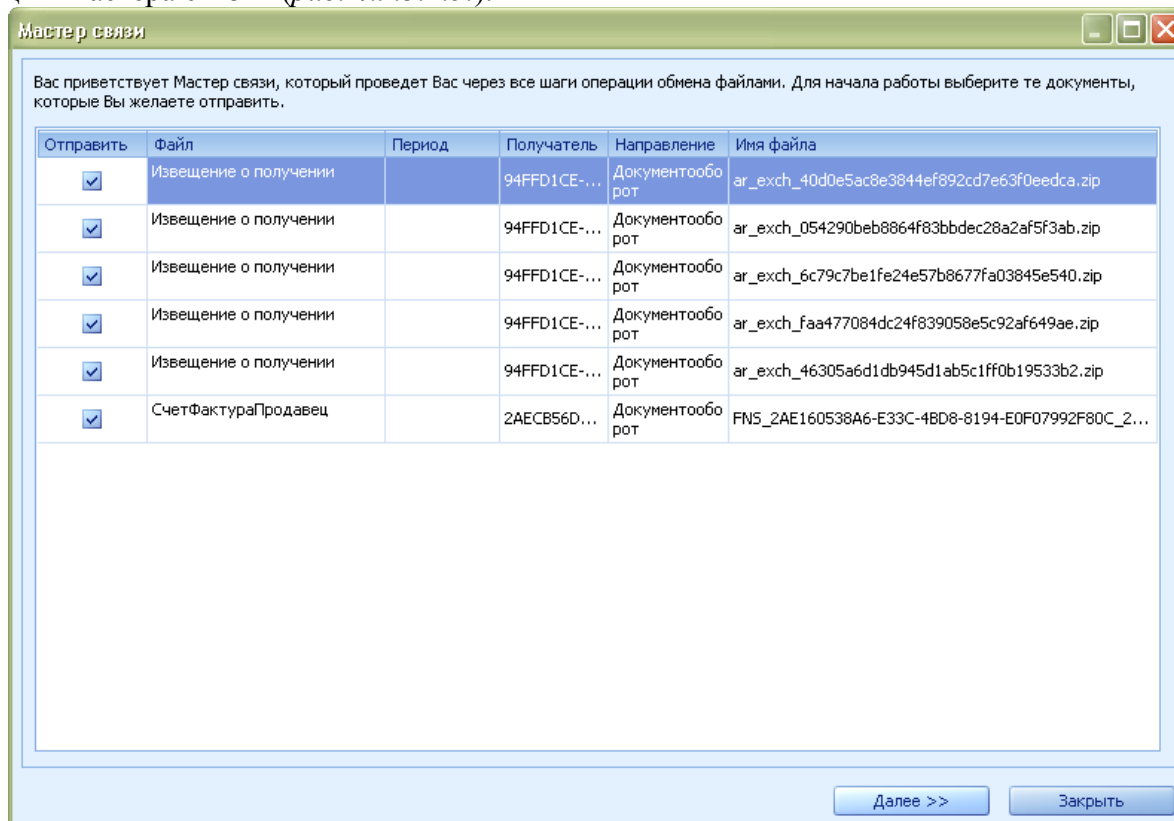 Мастер связи
Вас приветствует Мастер связи, который проведет Вас через все шаги операции обмена файлами. Для начала работы выберите те документы,
которые Вы желаете отправить.
Отправить Файл Период Получатель Направление Имя файла
Извещение о получении 94FFD1CE-... Документообо
рот ar_exch_40d0e5ac8e3844ef892cd7e63f0eedca.zip
Извещение о получении 94FFD1CE-... Документообо
рот ar_exch_054290beb8864f83bbdec28a2af5f3ab.zip
Извещение о получении 94FFD1CE-... Документообо
рот ar_exch_6c79c7be1fe24e57b8677fa03845e540.zip
Извещение о получении 94FFD1CE-... Документообо
рот ar_exch_faa477084dc24f839058e5c92af649ae.zip
Извещение о получении 94FFD1CE-... Документообо
рот ar_exch_46305a6d1db945d1ab5c1ff0b19533b2.zip
СчетФактураПродавец 2AECB56D... Документообо
рот FNS_2AE160538A6-E33C-4BD8-8194-E0F07992F80C_2...
Далее >> Закрыть